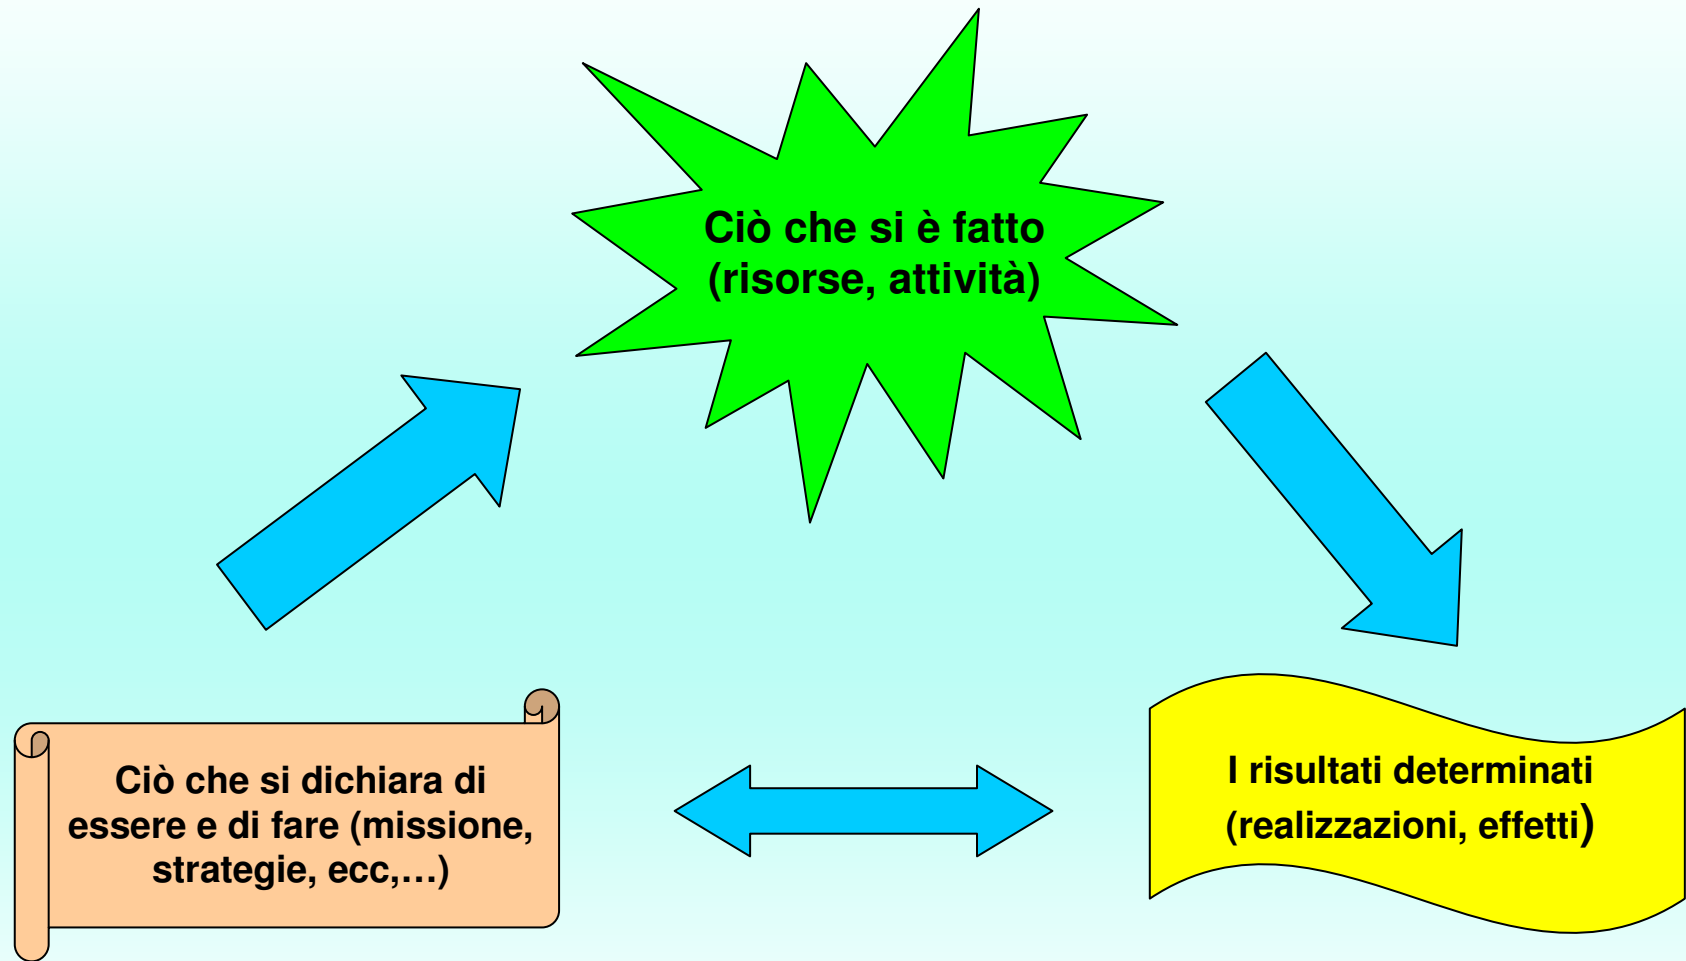 Ciò che si è fatto
(risorse, attività)
Ciò che si dichiara di
essere e di fare (missione,
strategie, ecc,…)
I risultati determinati
(realizzazioni, effetti)